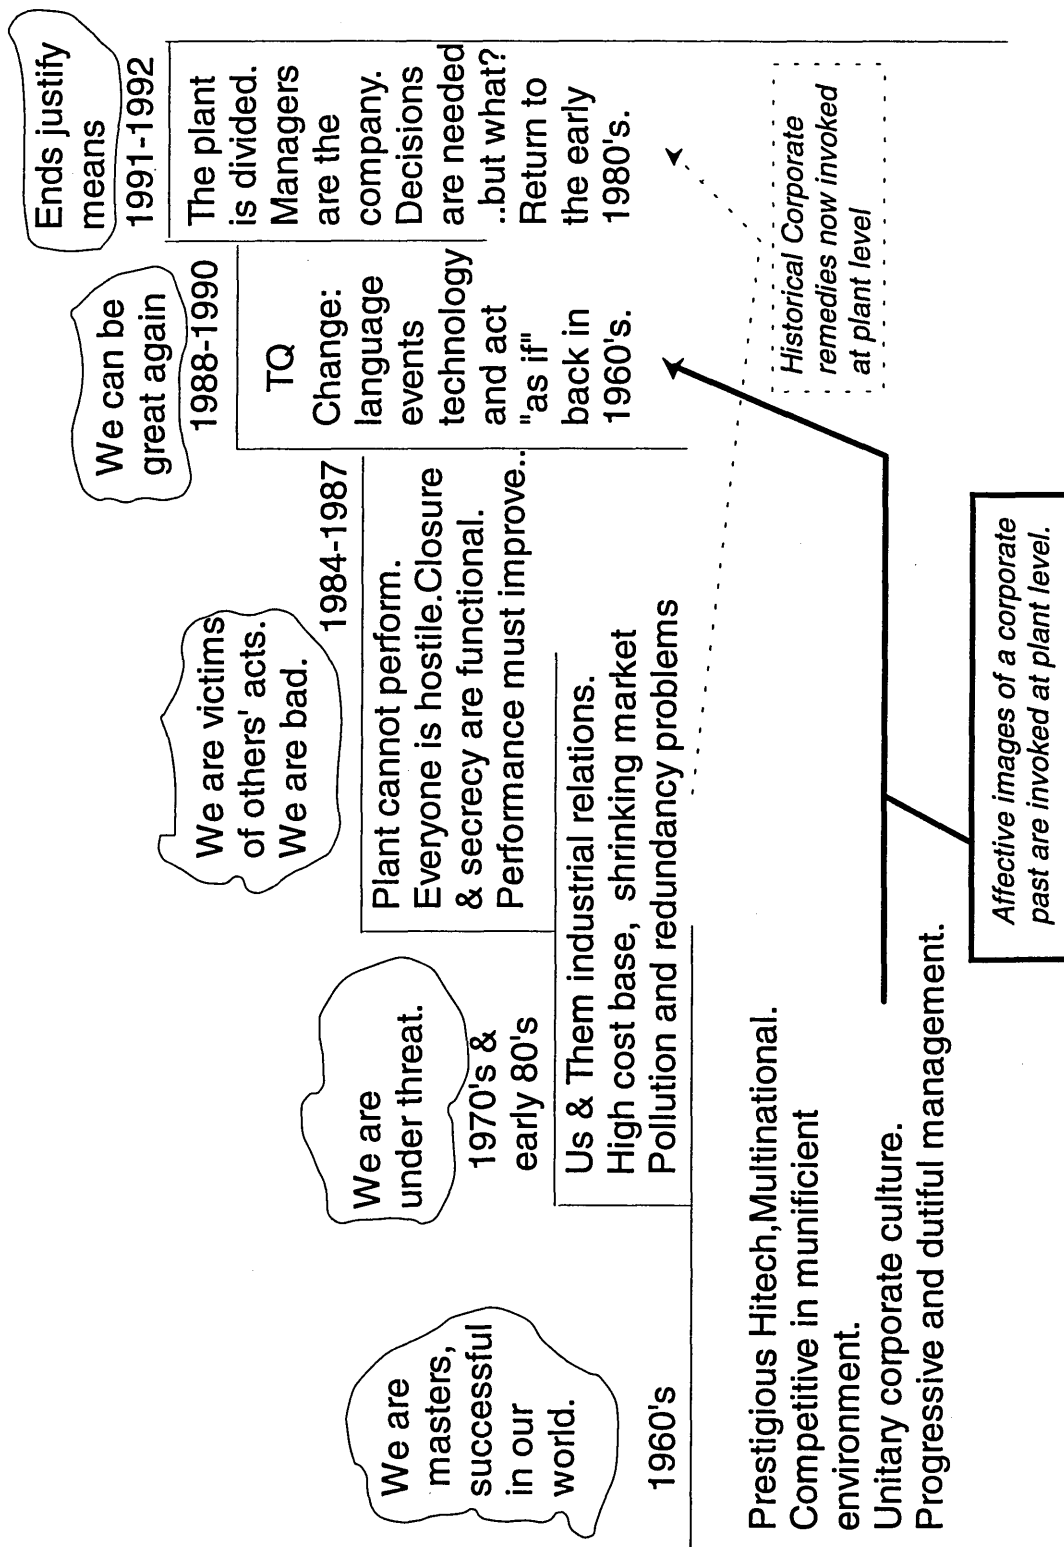 We are
masters,
successful
in our
world.
1960's
Prestigious Hitech,Multinational.
Competitive in munificient
environment.
Unitary corporate culture.
Progressive and dutiful management.
We are
under threat.
1970's &
early 80's
Us & Them industrial relations.
High cost base, shrinking market
Pollution and redundancy problems
We are victims
of others' acts.
We are bad.
1984-1987
Plant cannot perform.
Everyone is hostile.Closure
& secrecy are functional.
Performance must improve..
We can be
great again
1988-1990
TQ
Change:
language
events
technology
and act
"as if"
back in
1960's.
Ends justify
means
1991-1992
The plant
is divided.
Managers
are the
company.
Decisions
are needed
..but what?
Return to
the early
1980's.
Historical Corporate
remedies now invoked
at plant level
Affective images of a corporate
past are invoked at plant level.